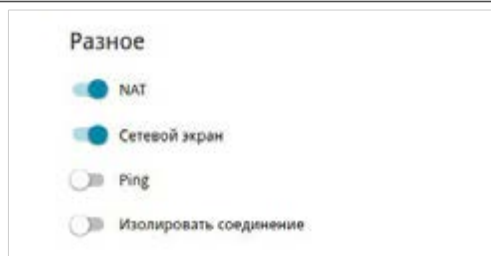 Разное
NAT
Сетевой экран
Ping
Изолировать соединение